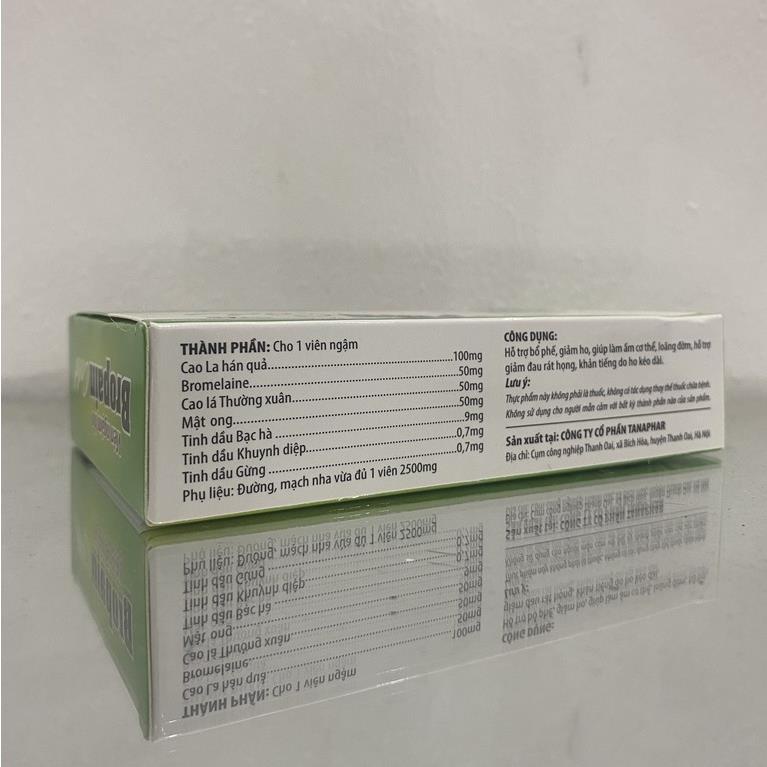 THÀNH PHẦN: Cho 1 viên ngậm
Cao La hán quả.....100mg
Bromelaine.....50mg
Cao lá Thường xuân.....50mg
Mật ong.....50mg
Tinh dầu Bạc hà.....9mg
Tinh dầu Khuynh diệp.....0,7mg
Tinh dầu Gừng.....0,7mg
Phụ liệu: Đường, mạch nha vừa đủ 1 viên 2500mg
CÔNG DỤNG:
Hỗ trợ bổ phế, giảm ho, giúp làm ấm cơ thể, loãng đờm, hỗ trợ
giảm đau rát họng, khản tiếng do ho kéo dài.
Lưu ý:
Thực phẩm này không phải là thuốc, không có tác dụng thay thế thuốc chữa bệnh.
Không sử dụng cho người mẫn cảm với bất kỳ thành phần nào của sản phẩm.
Sản xuất tại: CÔNG TY CỔ PHẦN TANAPHAR
Địa chỉ: Cụm công nghiệp Thanh Oai, xã Bích Hòa, huyện Thanh Oai, Hà Nội